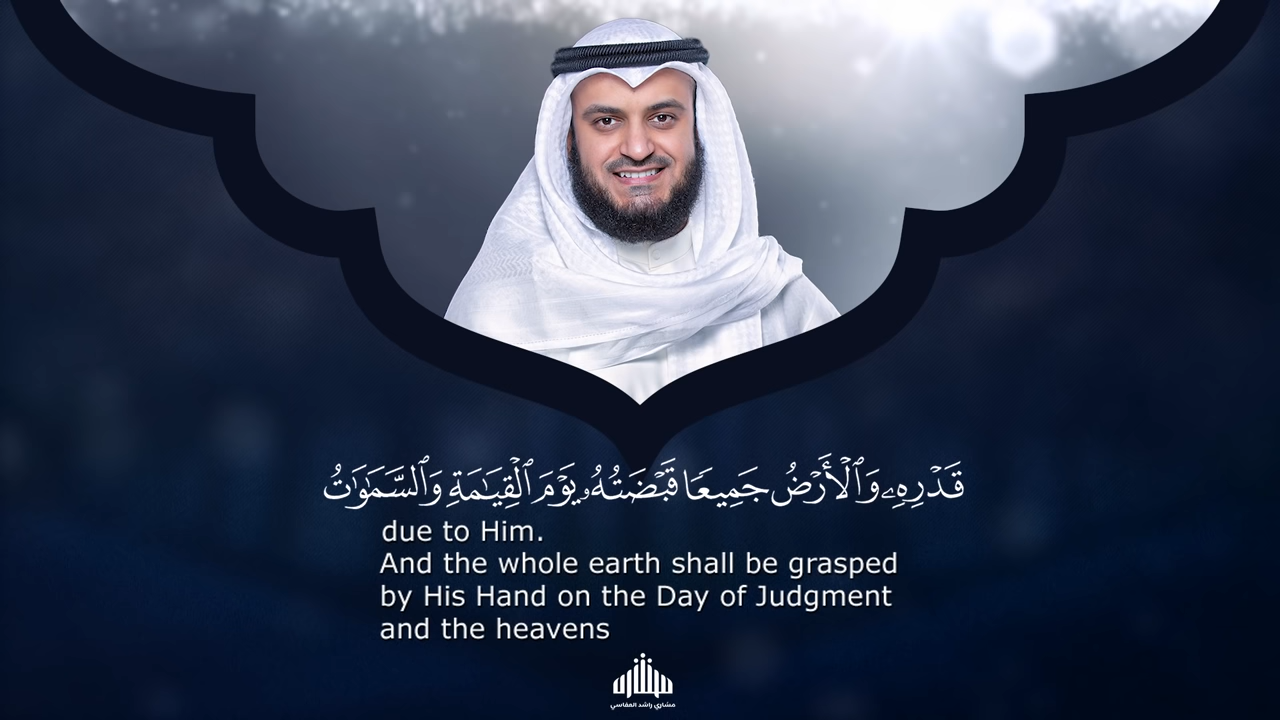 قَدْرِهِۦ وَٱلْأَرْضُ جَمِيعًا قَبْضَتُهُۥ يَوْمَ ٱلْقِيَٰمَةِ وَٱلسَّمَٰوَٰتُ
due to Him.
And the whole earth shall be grasped
by His Hand on the Day of Judgment
and the heavens
مشاري راشد العفاسي